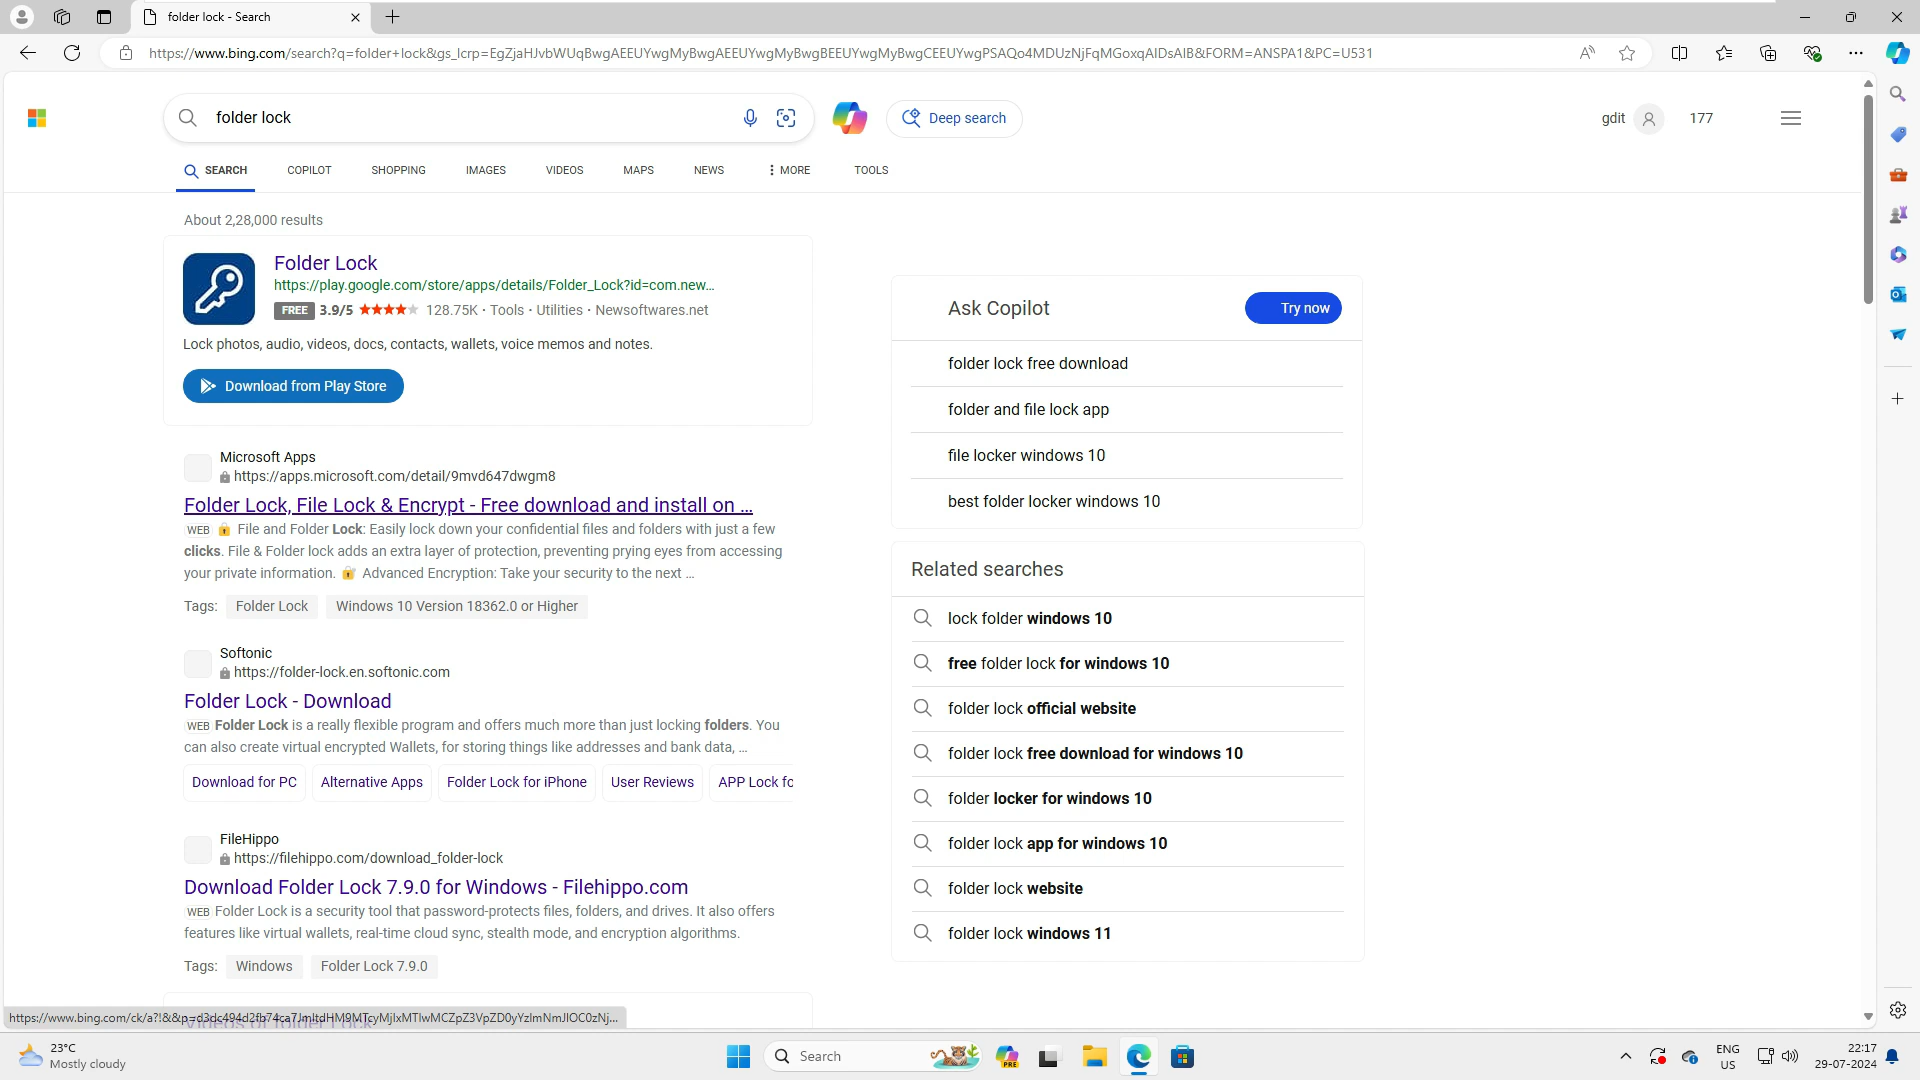 folder lock - Search
https://www.bing.com/search?q=folder+lock&gs_lcrp=EgZjaHJvbWUqBwgAEEUYwgMyBwgAEEUYwgMyBwgBEEUYwgMyBwgCEEUYwgPSAQo4MDUzNjFqMGoxqAIDsAIB&FORM=ANSPA1&PC=U531
folder lock
Deep search
gdit
177
SEARCH
COPILOT
SHOPPING
IMAGES
VIDEOS
MAPS
NEWS
MORE
TOOLS
About 2,28,000 results
Folder Lock
https://play.google.com/store/apps/details/Folder_Lock?id=com.new...
FREE 3.9/5 128.75K · Tools · Utilities · Newsoftwares.net
Lock photos, audio, videos, docs, contacts, wallets, voice memos and notes.
Download from Play Store
Microsoft Apps
https://apps.microsoft.com/detail/9mvd647dwgm8
Folder Lock, File Lock & Encrypt - Free download and install on ...
WEB 🔒 File and Folder Lock: Easily lock down your confidential files and folders with just a few
clicks. File & Folder lock adds an extra layer of protection, preventing prying eyes from accessing
your private information. 🔐 Advanced Encryption: Take your security to the next ...
Tags: Folder Lock Windows 10 Version 18362.0 or Higher
Softonic
https://folder-lock.en.softonic.com
Folder Lock - Download
WEB Folder Lock is a really flexible program and offers much more than just locking folders. You
can also create virtual encrypted Wallets, for storing things like addresses and bank data, ...
Download for PC
Alternative Apps
Folder Lock for iPhone
User Reviews
APP Lock fo
FileHippo
https://filehippo.com/download_folder-lock
Download Folder Lock 7.9.0 for Windows - Filehippo.com
WEB Folder Lock is a security tool that password-protects files, folders, and drives. It also offers
features like virtual wallets, real-time cloud sync, stealth mode, and encryption algorithms.
Tags: Windows Folder Lock 7.9.0
Videos of folder Lock
Ask Copilot
Try now
folder lock free download
folder and file lock app
file locker windows 10
best folder locker windows 10
Related searches
lock folder windows 10
free folder lock for windows 10
folder lock official website
folder lock free download for windows 10
folder locker for windows 10
folder lock app for windows 10
folder lock website
folder lock windows 11
23°C
Mostly cloudy
Search
PRE
ENG
US
22:17
29-07-2024